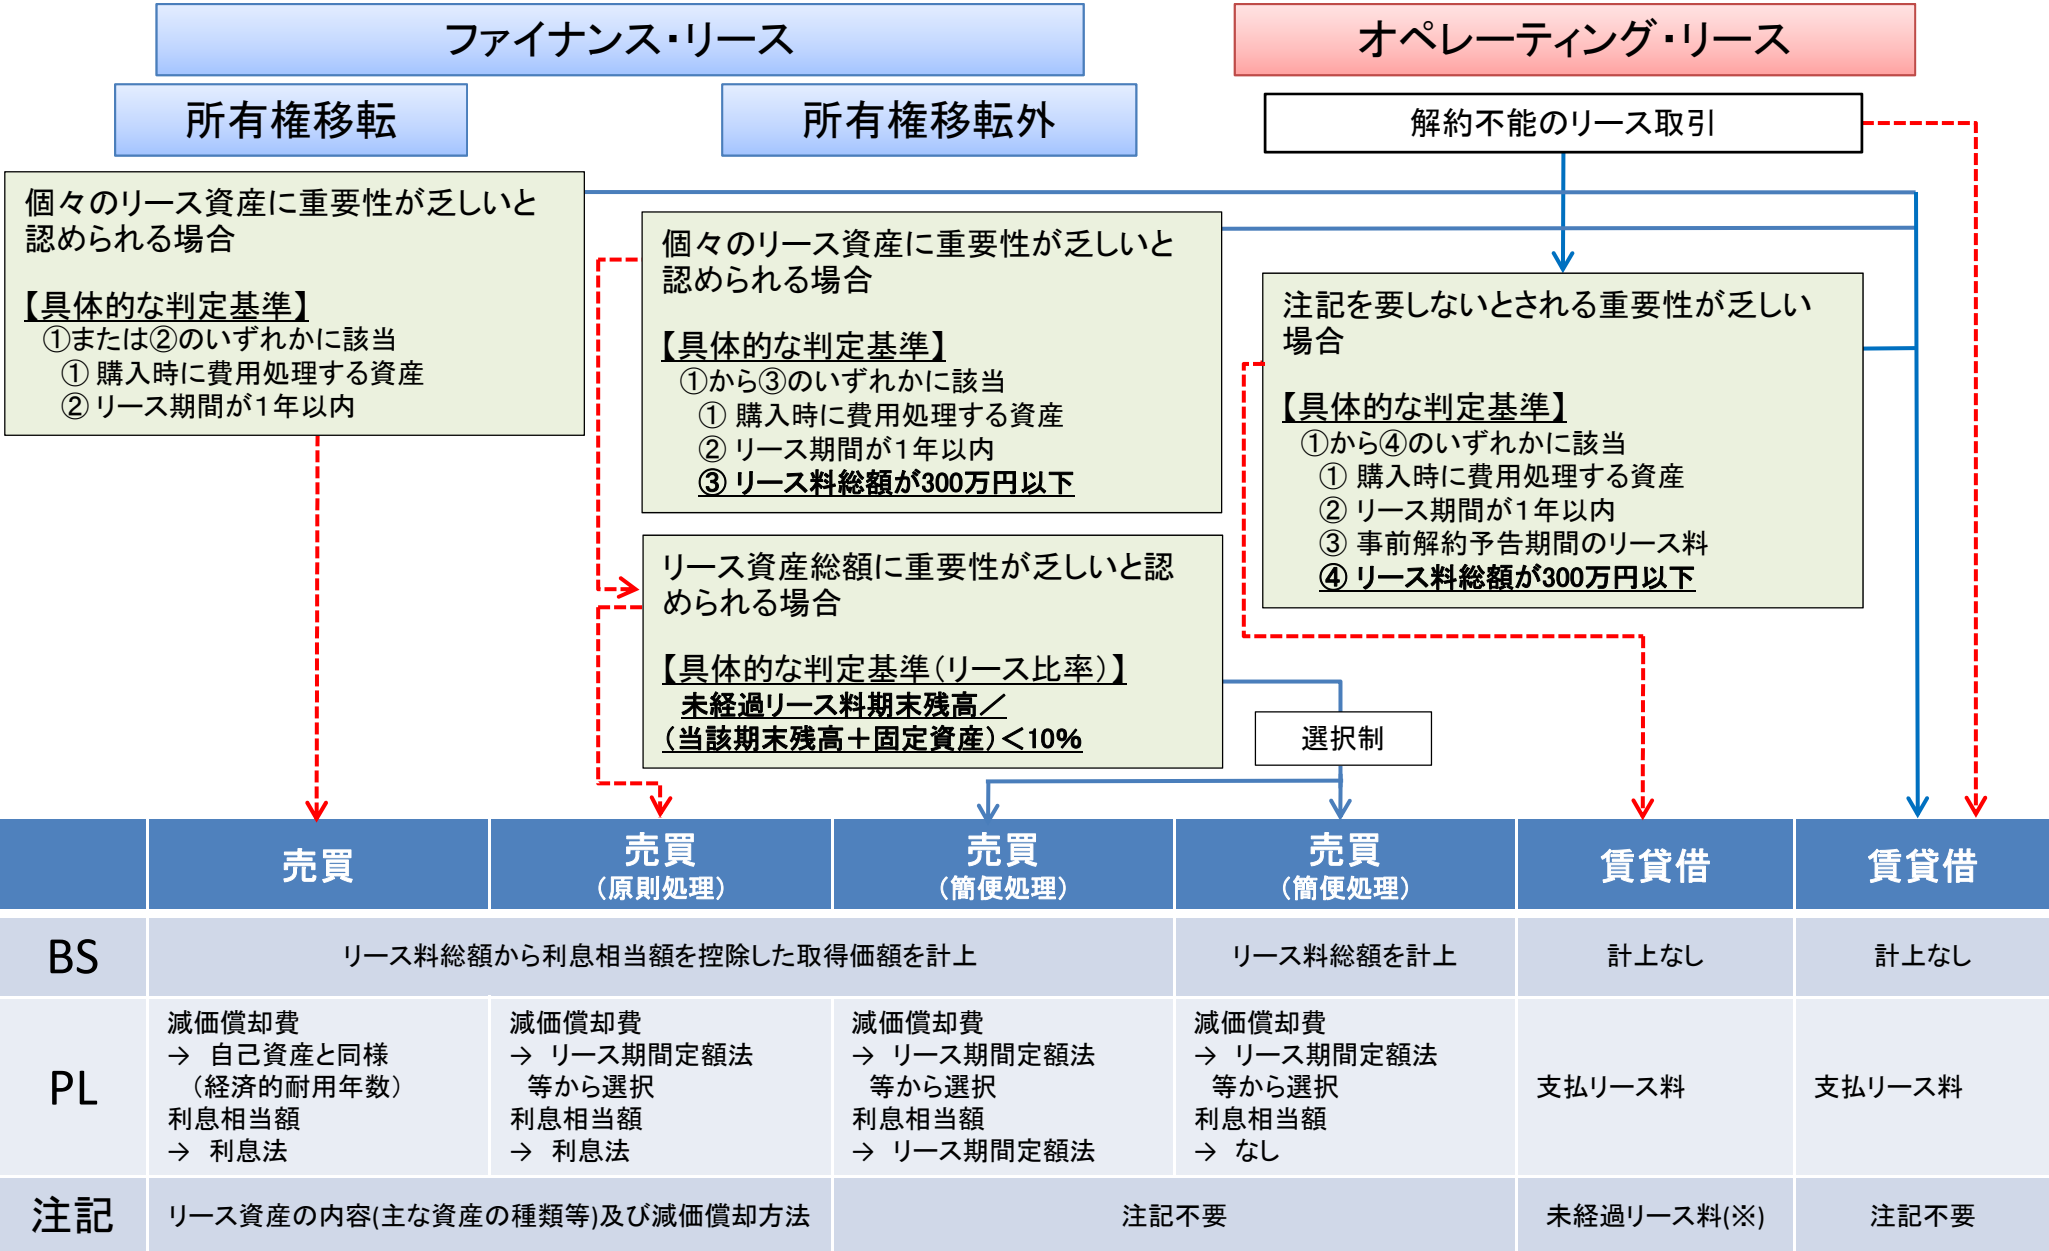 ファイナンス・リース
オペレーティング・リース
所有権移転
所有権移転外
解約不能のリース取引
個々のリース資産に重要性が乏しいと
認められる場合
【具体的な判定基準】
①または②のいずれかに該当
① 購入時に費用処理する資産
② リース期間が１年以内
個々のリース資産に重要性が乏しいと
認められる場合
【具体的な判定基準】
①から③のいずれかに該当
① 購入時に費用処理する資産
② リース期間が１年以内
③ リース料総額が300万円以下
注記を要しないとされる重要性が乏しい
場合
【具体的な判定基準】
①から④のいずれかに該当
① 購入時に費用処理する資産
② リース期間が１年以内
③ 事前解約予告期間のリース料
④ リース料総額が300万円以下
リース資産総額に重要性が乏しいと認
められる場合
【具体的な判定基準（リース比率）】
未経過リース料期末残高／
（当該期末残高＋固定資産）＜10%
選択制
売買
売買
（原則処理）
売買
（簡便処理）
売買
（簡便処理）
賃貸借
賃貸借
BS
リース料総額から利息相当額を控除した取得価額を計上
リース料総額を計上
計上なし
計上なし
PL
減価償却費
→ 自己資産と同様
（経済的耐用年数）
利息相当額
→ 利息法
減価償却費
→ リース期間定額法
等から選択
利息相当額
→ 利息法
減価償却費
→ リース期間定額法
等から選択
利息相当額
→ リース期間定額法
減価償却費
→ リース期間定額法
等から選択
利息相当額
→ なし
支払リース料
支払リース料
注記
リース資産の内容(主な資産の種類等)及び減価償却方法
注記不要
未経過リース料(※)
注記不要